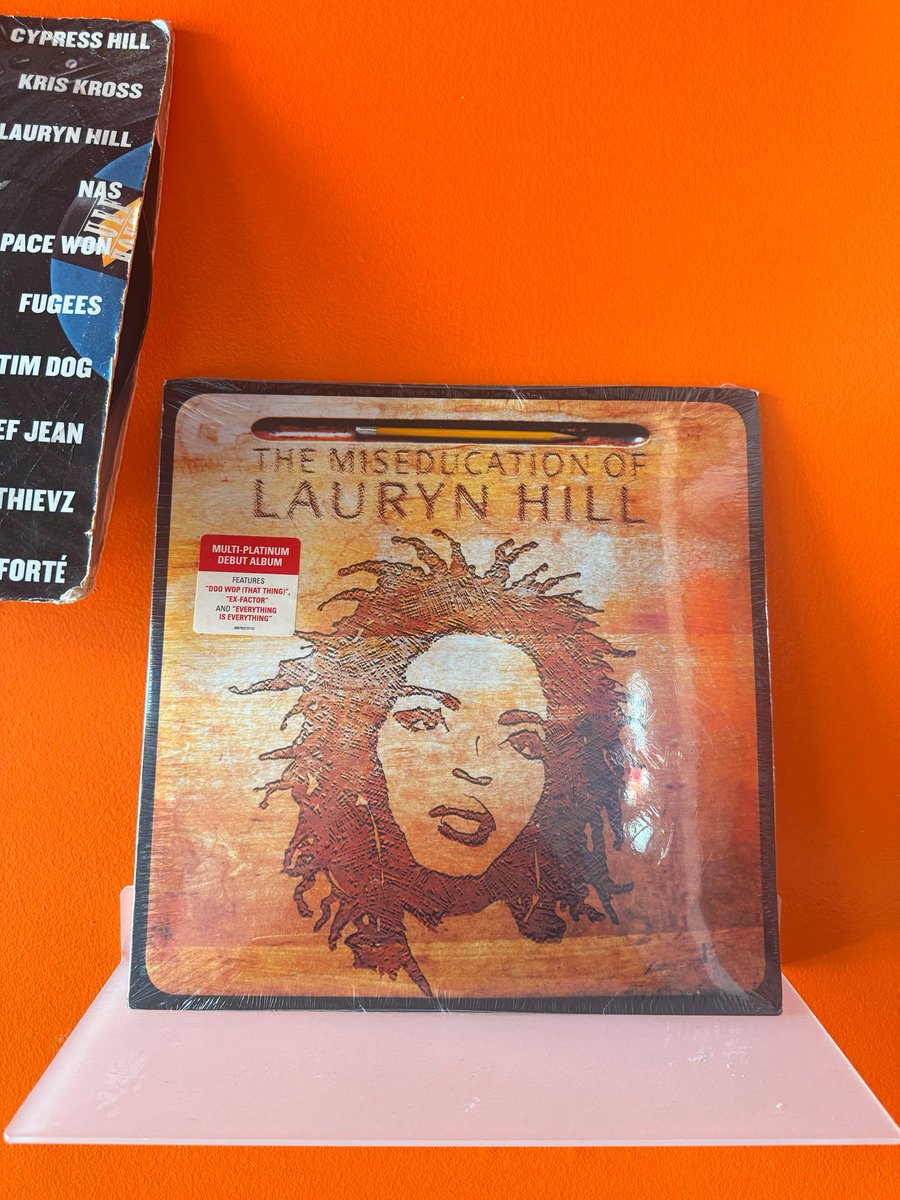 CYPRESS HILL
KRIS KROSS
LAURYN HILL
NAS
PACE WON
FUGEES
TIM DOG
EF JEAN
THIEVZ
FORTÉ
THE MISEDUCATION OF
LAURYN HILL
MULTI-PLATINUM
DEBUT ALBUM
FEATURES
"DOO WOP (THAT THING)",
"EX-FACTOR"
AND "EVERYTHING
IS EVERYTHING"